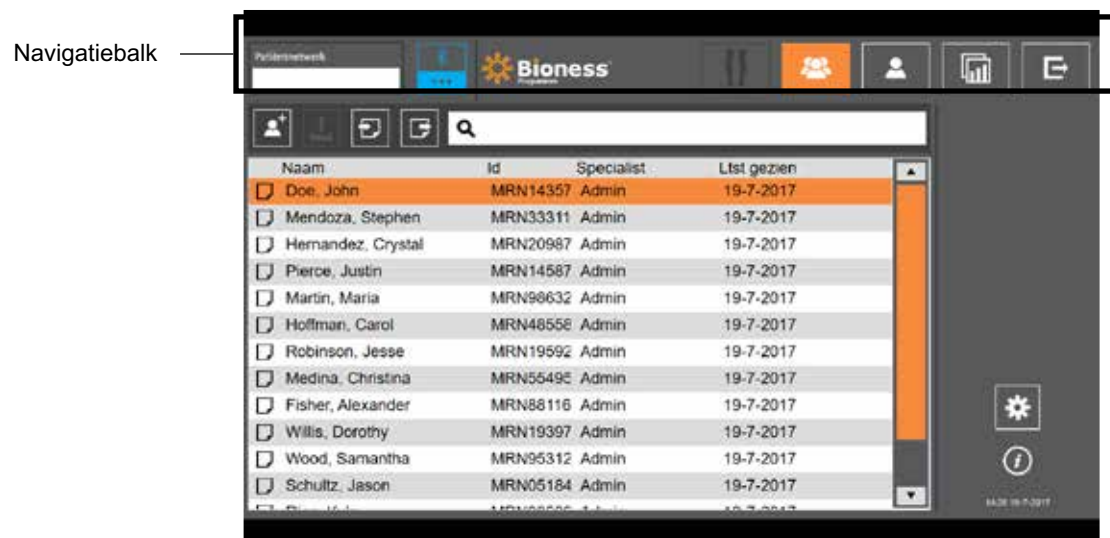 Navigatiebalk
Patiëntnetwerk
Bioness
Programma
Naam Id Specialist Ltst gezien
Doe, John MRN14357 Admin 19-7-2017
Mendoza, Stephen MRN33311 Admin 19-7-2017
Hernandez, Crystal MRN20987 Admin 19-7-2017
Pierce, Justin MRN14587 Admin 19-7-2017
Martin, Maria MRN98632 Admin 19-7-2017
Hoffman, Carol MRN48558 Admin 19-7-2017
Robinson, Jesse MRN19592 Admin 19-7-2017
Medina, Christina MRN55495 Admin 19-7-2017
Fisher, Alexander MRN88116 Admin 19-7-2017
Willis, Dorothy MRN19397 Admin 19-7-2017
Wood, Samantha MRN95312 Admin 19-7-2017
Schultz, Jason MRN05184 Admin 19-7-2017
19-7-2017